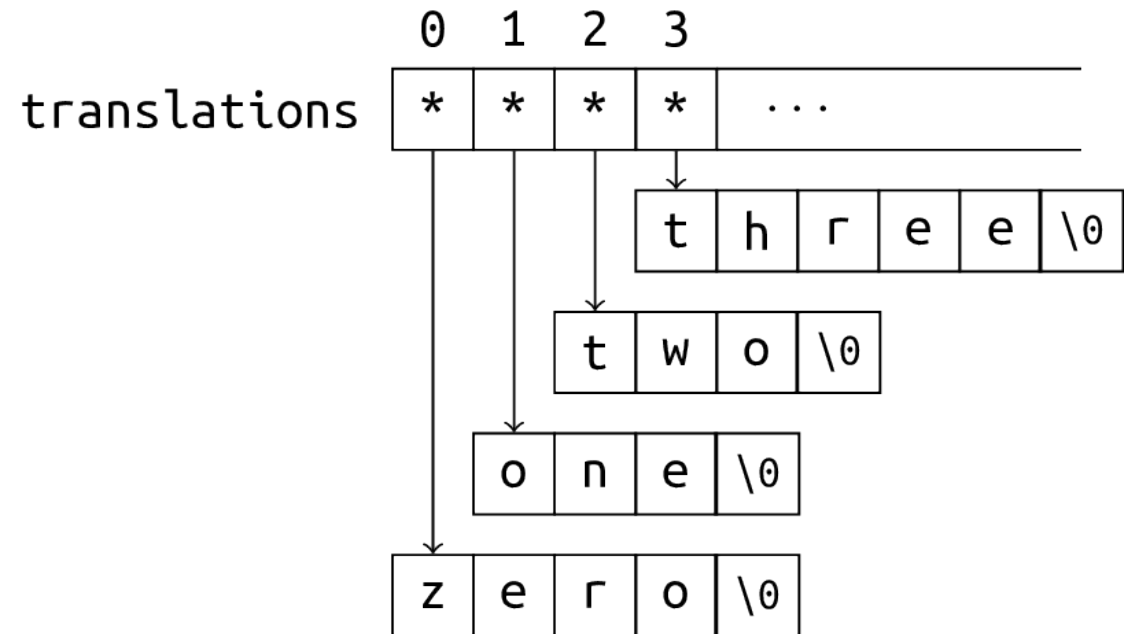 0 1 2 3
translations * * * * ...
t h r e e \0
t w o \0
o n e \0
z e r o \0